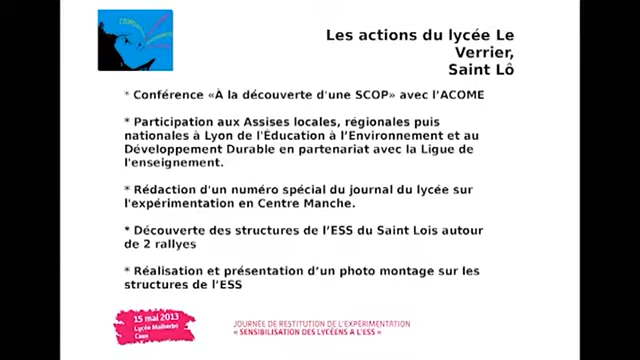 Les actions du lycée Le
Verrier,
Saint Lô
* Conférence «À la découverte d'une SCOP» avec l'ACOME
* Participation aux Assises locales, régionales puis
nationales à Lyon de l'Éducation à l'Environnement et au
Développement Durable en partenariat avec la Ligue de
l'enseignement.
* Rédaction d'un numéro spécial du journal du lycée sur
l'expérimentation en Centre Manche.
* Découverte des structures de l'ESS du Saint Lois autour
de 2 rallyes
* Réalisation et présentation d'un photo montage sur les
structures de l'ESS
15 mai 2013
Lycée Malherbe
Caen
JOURNÉE DE RESTITUTION DE L'EXPÉRIMENTATION
« SENSIBILISATION DES LYCÉENS A L'ESS »